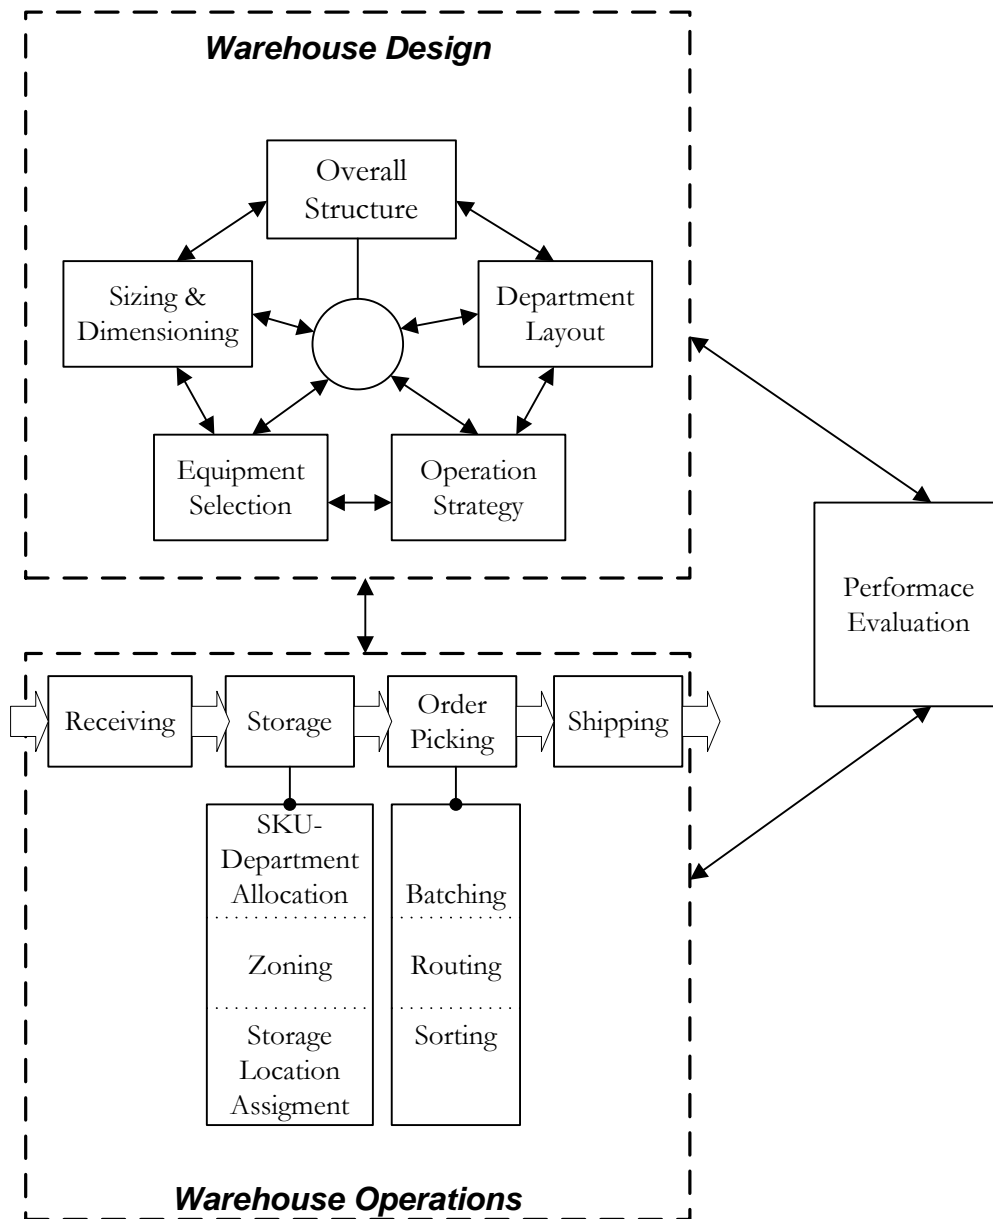 Warehouse Design
Overall
Structure
Sizing &
Dimensioning
Department
Layout
Equipment
Selection
Operation
Strategy
Performace
Evaluation
Receiving
Storage
Order
Picking
Shipping
SKU-
Department
Allocation
Zoning
Storage
Location
Assigment
Batching
Routing
Sorting
Warehouse Operations